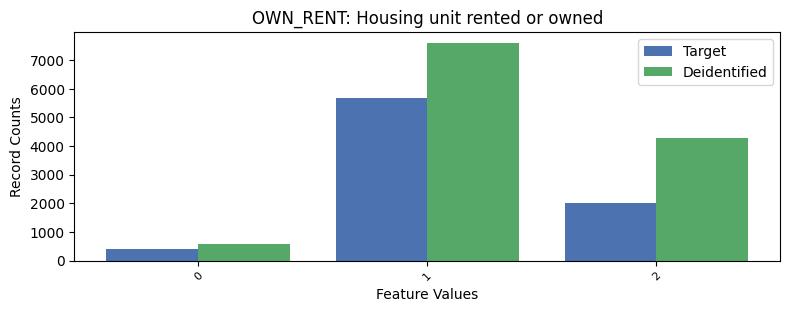 OWN_RENT: Housing unit rented or owned
Target
Deidentified
Record Counts
7000
6000
5000
4000
3000
2000
1000
0
0
1
2
Feature Values